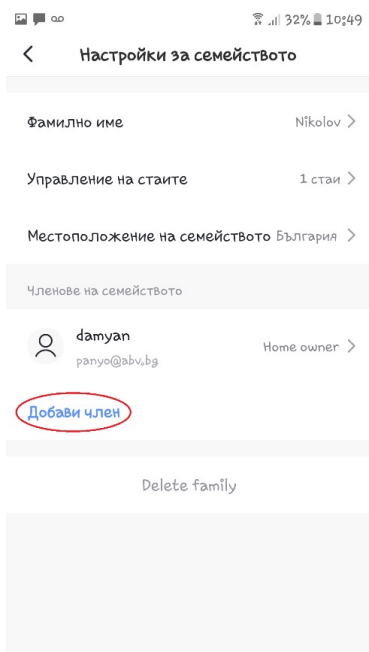 32% 10:49
Настройки за семейството
Фамилно име Nikolov
Управление на стаите 1 стаи
Местоположение на семейството България
Членове на семейството
damyan
panyo@abv.bg
Home owner
Добави член
Delete family